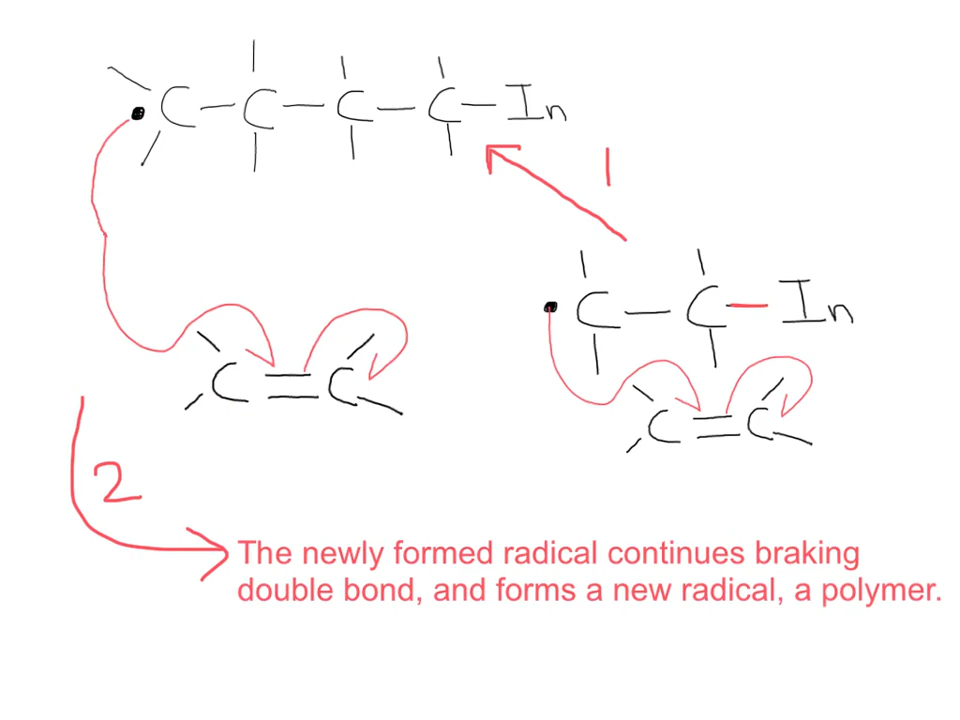 C – C – C – C – In
1
C – C – In
C = C
C = C
2
The newly formed radical continues braking
double bond, and forms a new radical, a polymer.